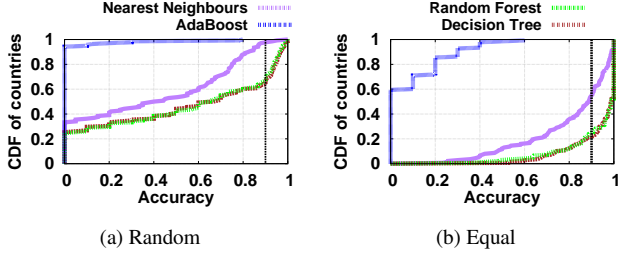 Nearest Neighbours
AdaBoost
Random Forest
Decision Tree
CDF of countries
1
0.8
0.6
0.4
0.2
0
0 0.2 0.4 0.6 0.8 1
Accuracy
(a) Random
CDF of countries
1
0.8
0.6
0.4
0.2
0
0 0.2 0.4 0.6 0.8 1
Accuracy
(b) Equal